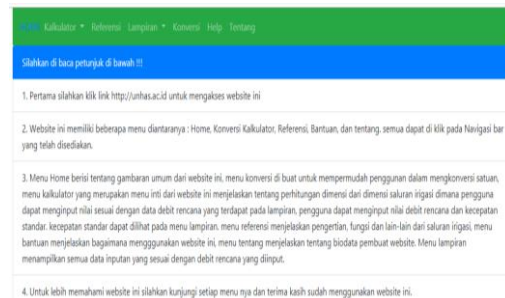 HOME Kalkulator Referensi Lampiran Konversi Help Tentang
Silahkan di baca petunjuk di bawah !!!
1. Pertama silahkan klik link http://unhas.ac.id untuk mengakses website ini
2. Website ini memiliki beberapa menu diantaranya : Home, Konversi Kalkulator, Referensi, Bantuan, dan tentang. semua dapat di klik pada Navigasi bar
yang telah disediakan.
3. Menu Home berisi tentang gambaran umum dari website ini, menu konversi di buat untuk mempermudah penggunan dalam mengkonversi satuan,
menu kalkulator yang merupakan menu inti dari website ini menjelaskan tentang perhitungan dimensi dari dimensi saluran irigasi dimana pengguna
dapat menginput nilai sesuai dengan data debit rencana yang terdapat pada lampiran, pengguna dapat menginput nilai debit rencana dan kecepatan
standar. kecepatan standar dapat dilihat pada menu lampiran. menu referensi menjelaskan pengertian, fungsi dan lain-lain dari saluran irigasi, menu
bantuan menjelaskan bagaimana mengggunakan website ini, menu tentang menjelaskan tentang biodata pembuat website. Menu lampiran
menampilkan semua data inputan yang sesuai dengan debit rencana yang diinput.
4. Untuk lebih memahami website ini silahkan kunjungi setiap menu nya dan terima kasih sudah menggunakan website ini.